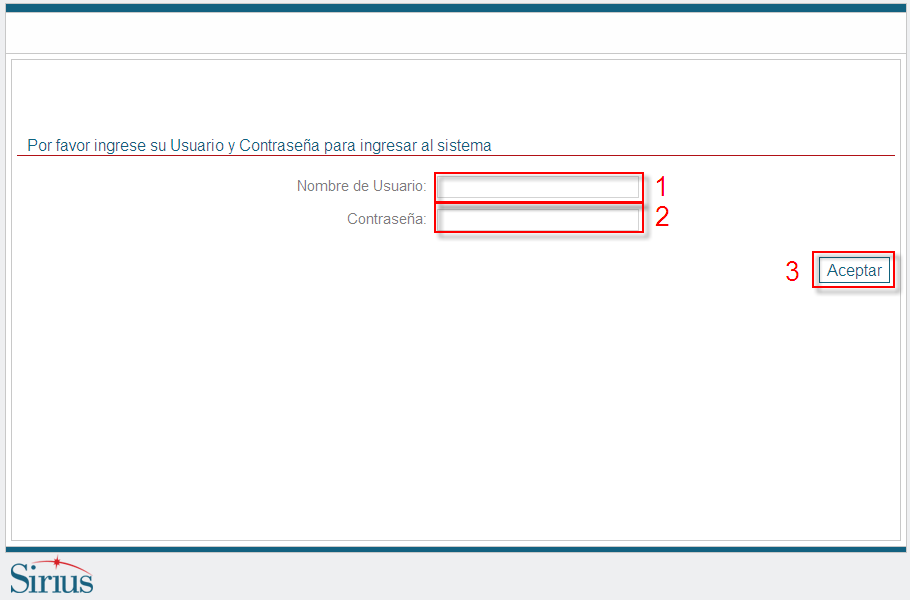 Por favor ingrese su Usuario y Contraseña para ingresar al sistema
Nombre de Usuario: 1
Contraseña: 2
3 Aceptar
Sirius